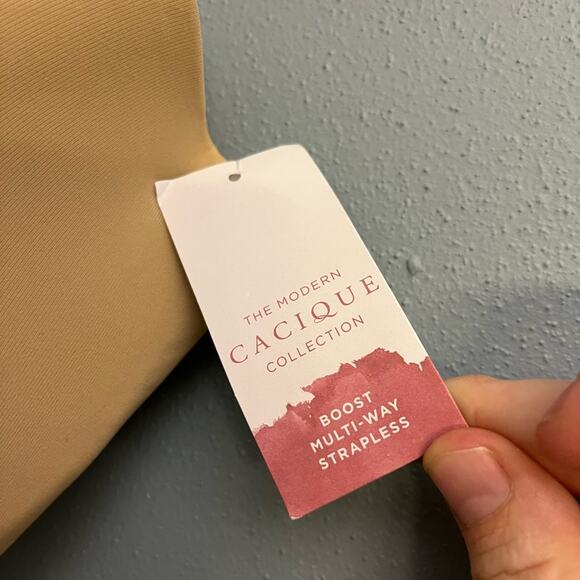 THE MODERN
CACIQUE
COLLECTION
BOOST
MULTI-WAY
STRAPLESS